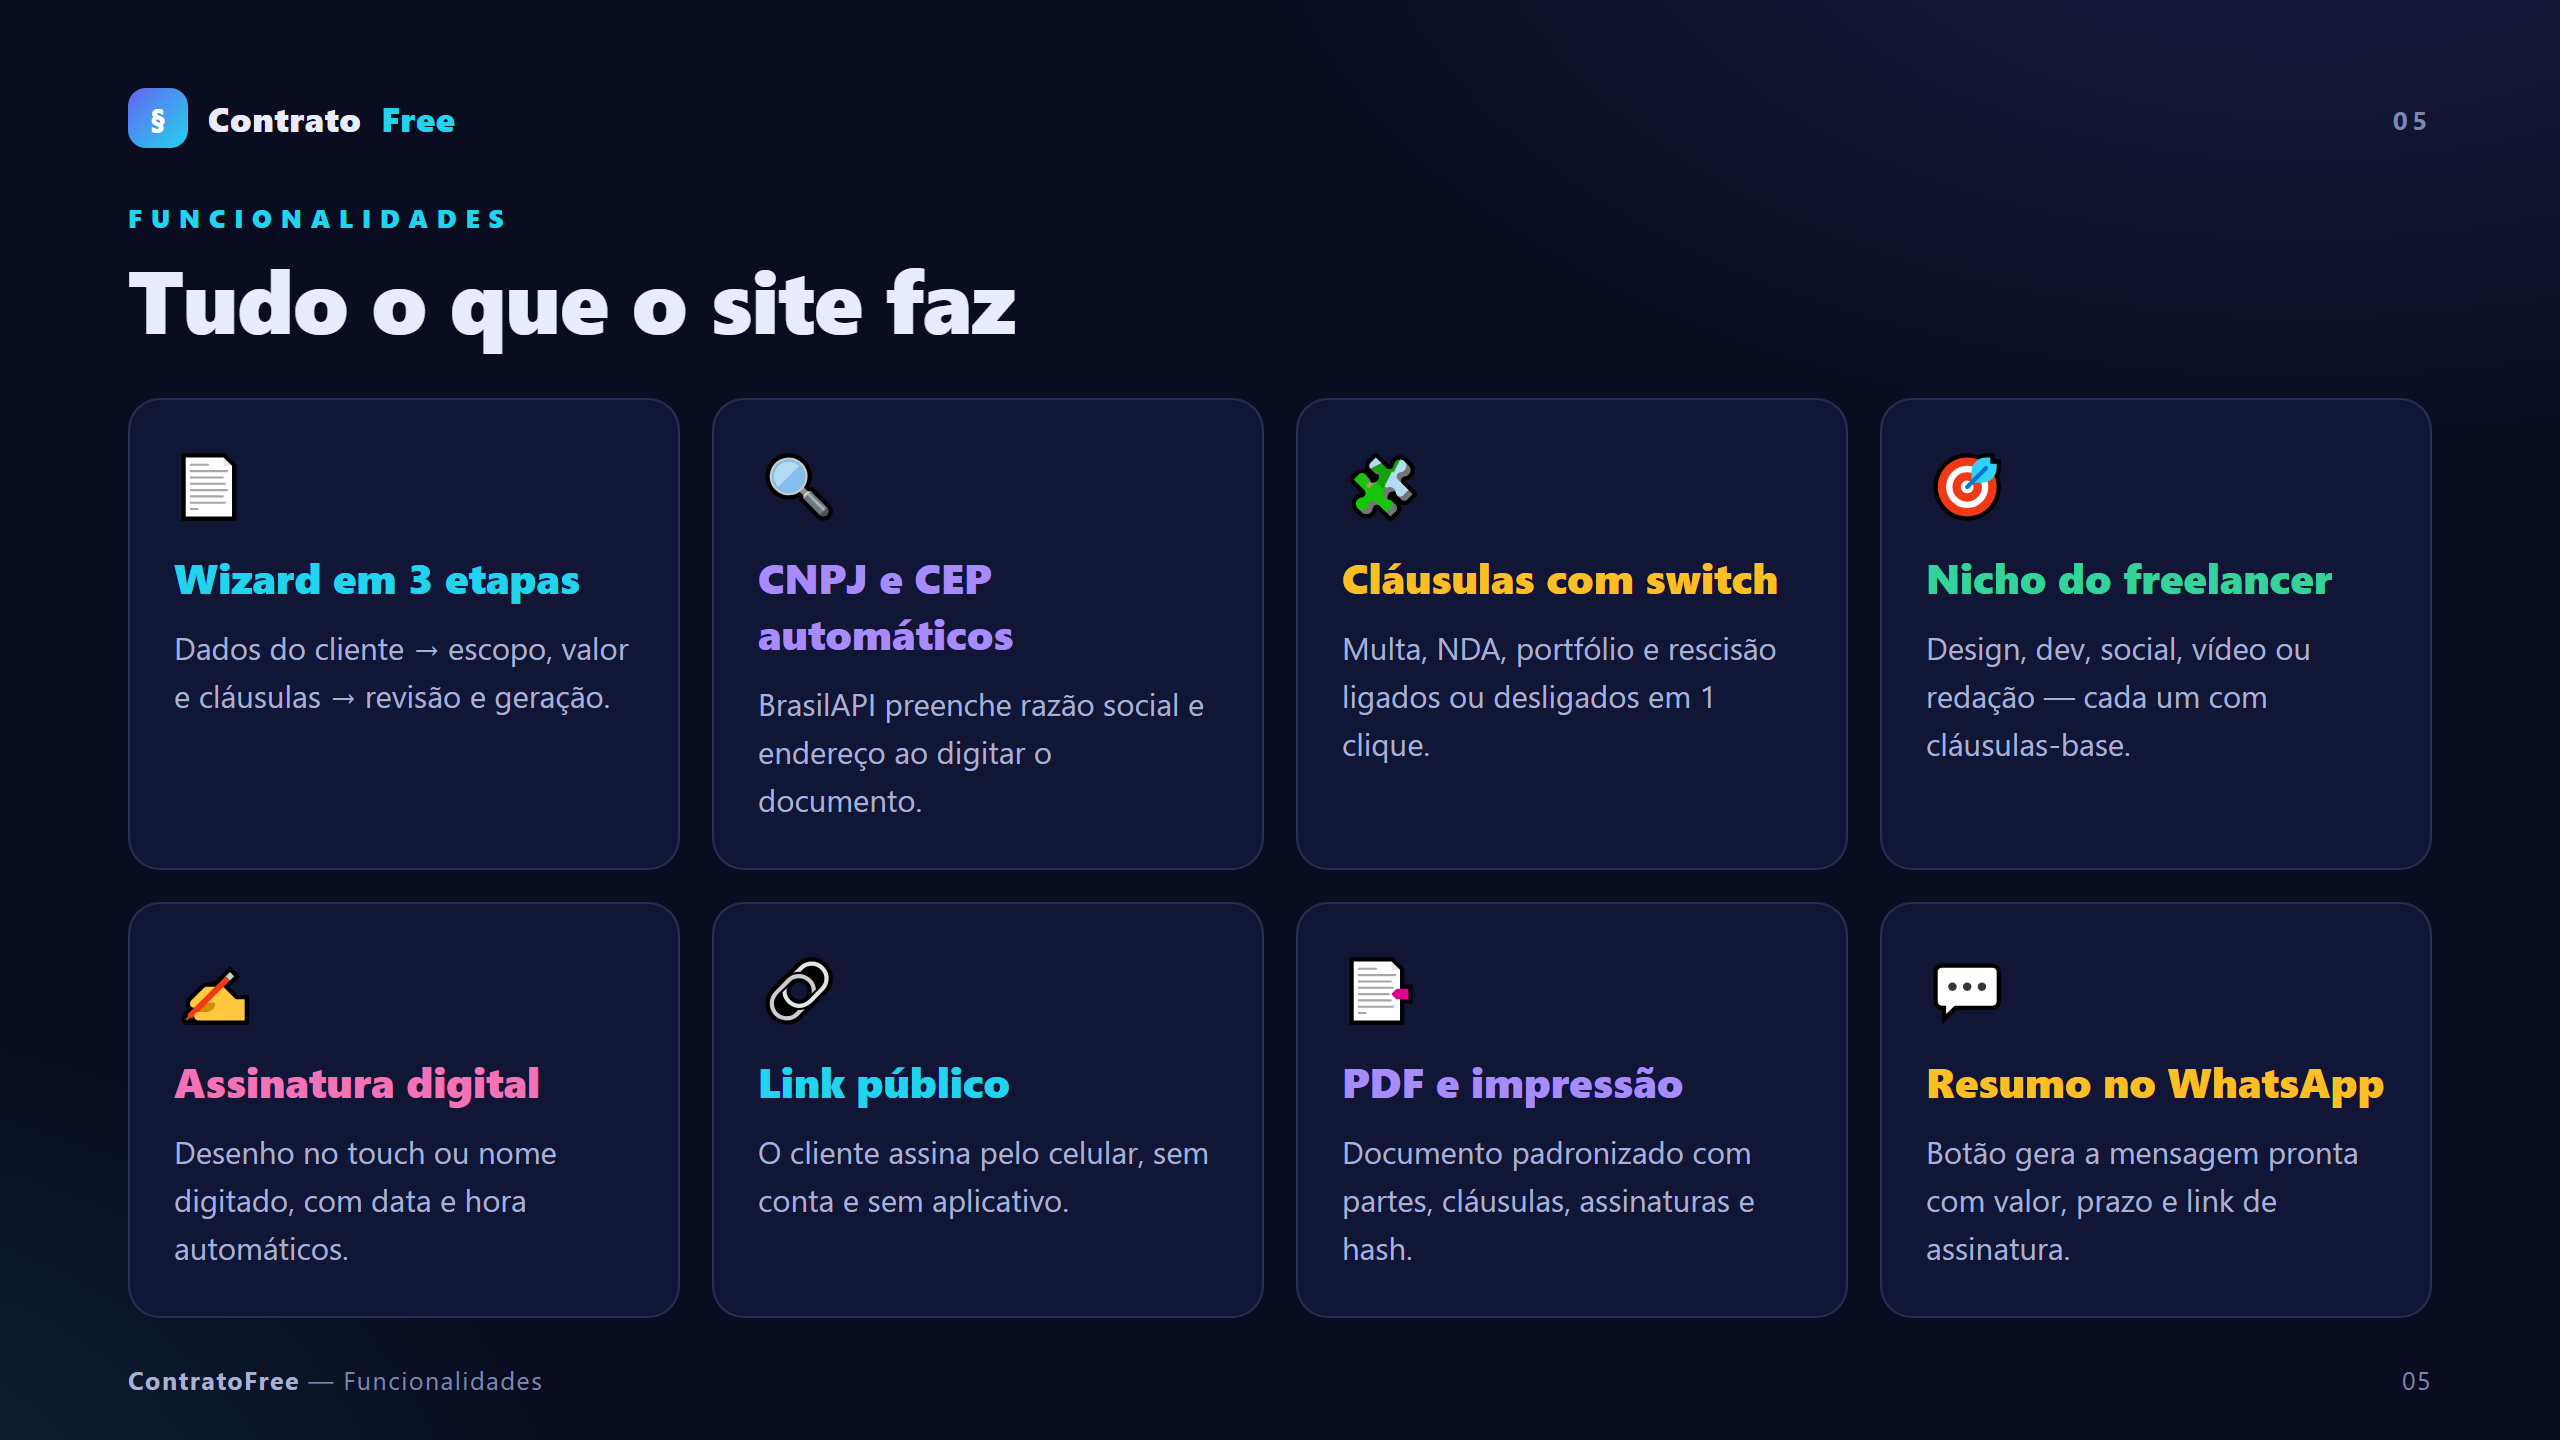 § Contrato Free
05
FUNCIONALIDADES
Tudo o que o site faz
Wizard em 3 etapas
Dados do cliente → escopo, valor
e cláusulas → revisão e geração.
CNPJ e CEP
automáticos
BrasilAPI preenche razão social e
endereço ao digitar o
documento.
Cláusulas com switch
Multa, NDA, portfólio e rescisão
ligados ou desligados em 1
clique.
Nicho do freelancer
Design, dev, social, vídeo ou
redação — cada um com
cláusulas-base.
Assinatura digital
Desenho no touch ou nome
digitado, com data e hora
automáticos.
Link público
O cliente assina pelo celular, sem
conta e sem aplicativo.
PDF e impressão
Documento padronizado com
partes, cláusulas, assinaturas e
hash.
Resumo no WhatsApp
Botão gera a mensagem pronta
com valor, prazo e link de
assinatura.
ContratoFree — Funcionalidades
05